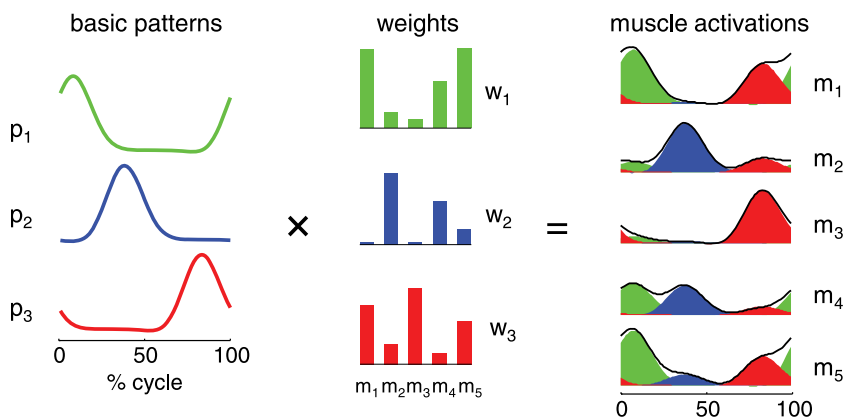 basic patterns
weights
muscle activations
p1
p2
p3
0
50
100
% cycle
×
w1
w2
w3
m1 m2 m3 m4 m5
=
m1
m2
m3
m4
m5
0
50
100